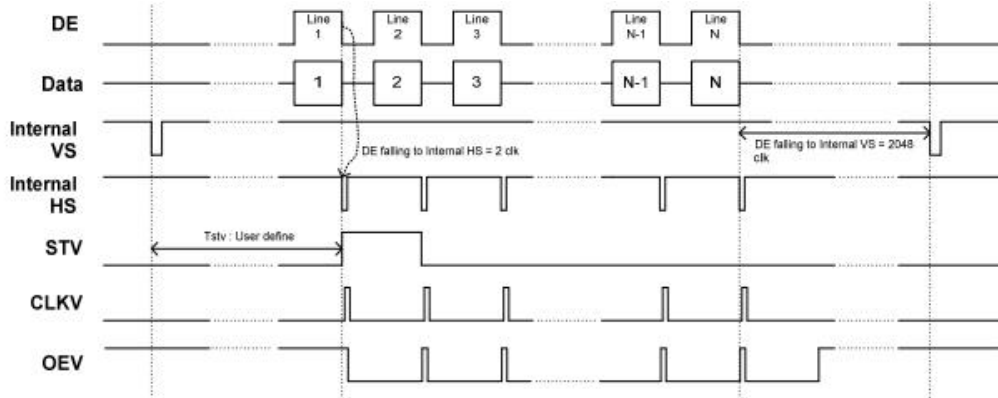 DE
Line
1
Line
2
Line
3
Line
N-1
Line
N
Data
1
2
3
N-1
N
Internal
VS
DE falling to Internal HS = 2 clk
DE falling to Internal VS = 2048
clk
Internal
HS
STV
Tstv : User define
CLKV
OEV